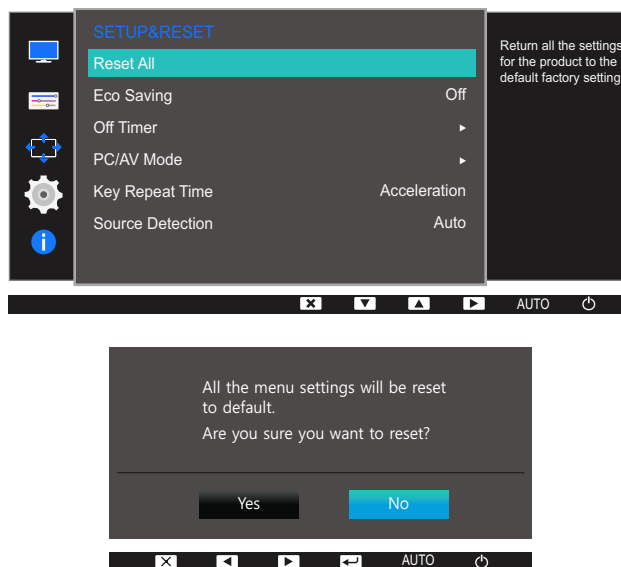 SETUP&RESET
Reset All
Eco Saving Off
Off Timer
PC/AV Mode
Key Repeat Time Acceleration
Source Detection Auto
Return all the settings
for the product to the
default factory setting
i
AUTO
All the menu settings will be reset
to default.
Are you sure you want to reset?
Yes No
AUTO